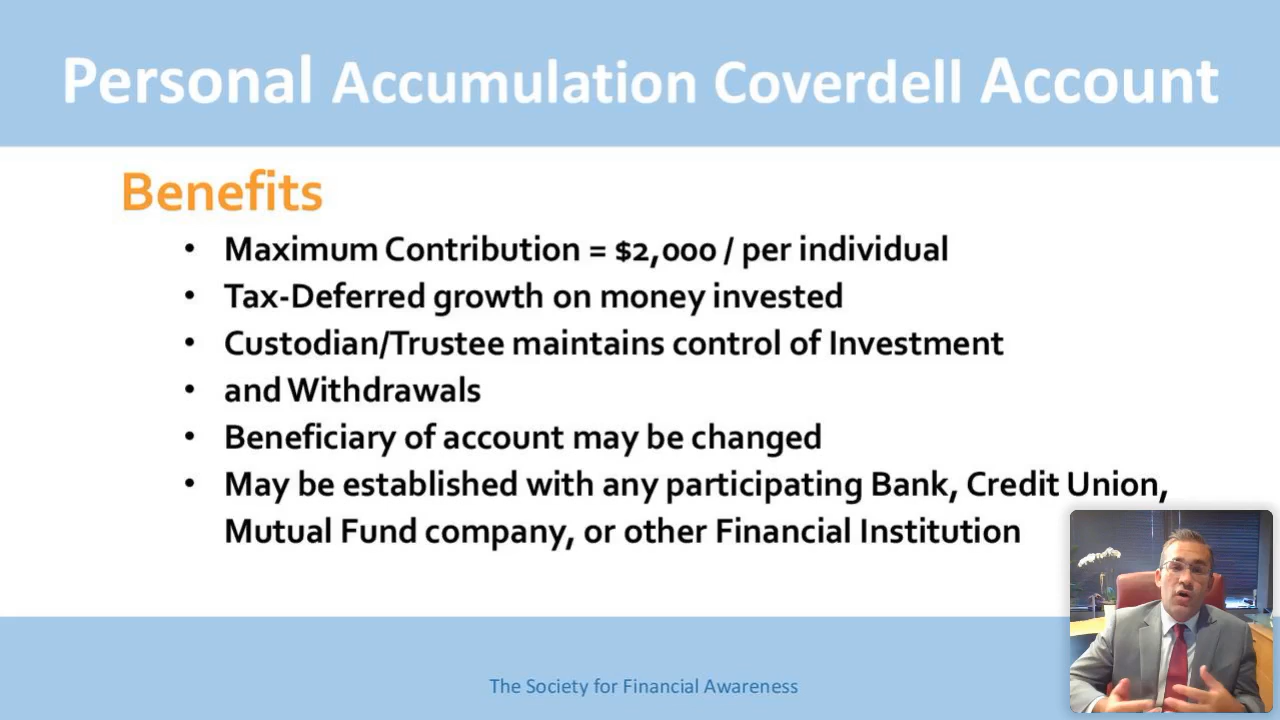 Personal Accumulation Coverdell Account
Benefits
• Maximum Contribution = $2,000 / per individual
• Tax-Deferred growth on money invested
• Custodian/Trustee maintains control of Investment
• and Withdrawals
• Beneficiary of account may be changed
• May be established with any participating Bank, Credit Union,
Mutual Fund company, or other Financial Institution
The Society for Financial Awareness